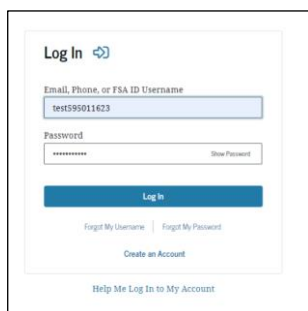 Log In
Email, Phone, or FSA ID Username
test595011623
Password
•••••••••••
Show Password
Log In
Forgot My Username | Forgot My Password
Create an Account
Help Me Log In to My Account